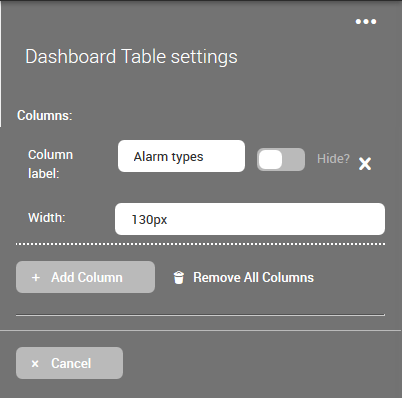 Dashboard Table settings
Columns:
Column label:
Alarm types
Hide?
Width:
130px
Add Column
Remove All Columns
Cancel